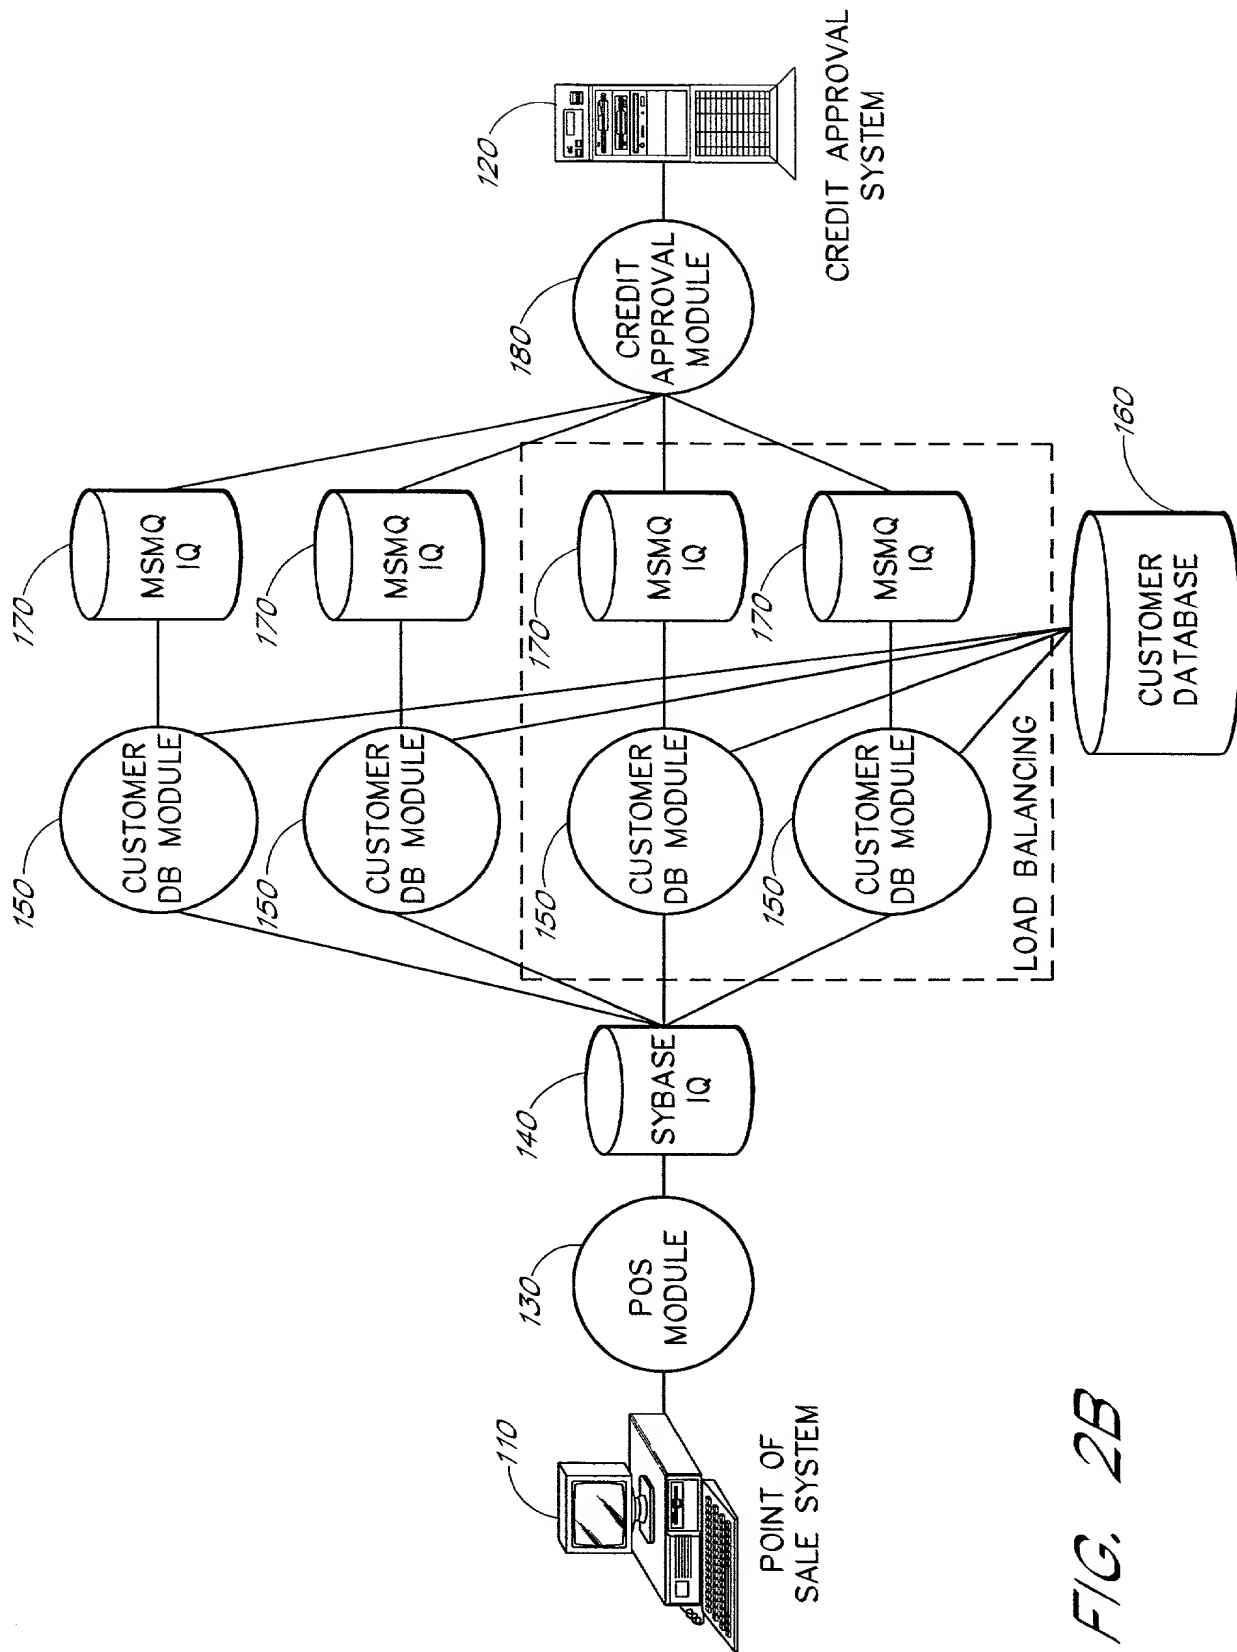 170
MSMQ
IQ
150
CUSTOMER
DB MODULE
170
MSMQ
IQ
150
CUSTOMER
DB MODULE
110
130
POS
MODULE
140
SYBASE
IQ
150
CUSTOMER
DB MODULE
170
MSMQ
IQ
180
CREDIT
APPROVAL
MODULE
120
POINT OF
SALE SYSTEM
150
CUSTOMER
DB MODULE
170
MSMQ
IQ
CREDIT APPROVAL
SYSTEM
LOAD BALANCING
160
CUSTOMER
DATABASE
FIG. 2B